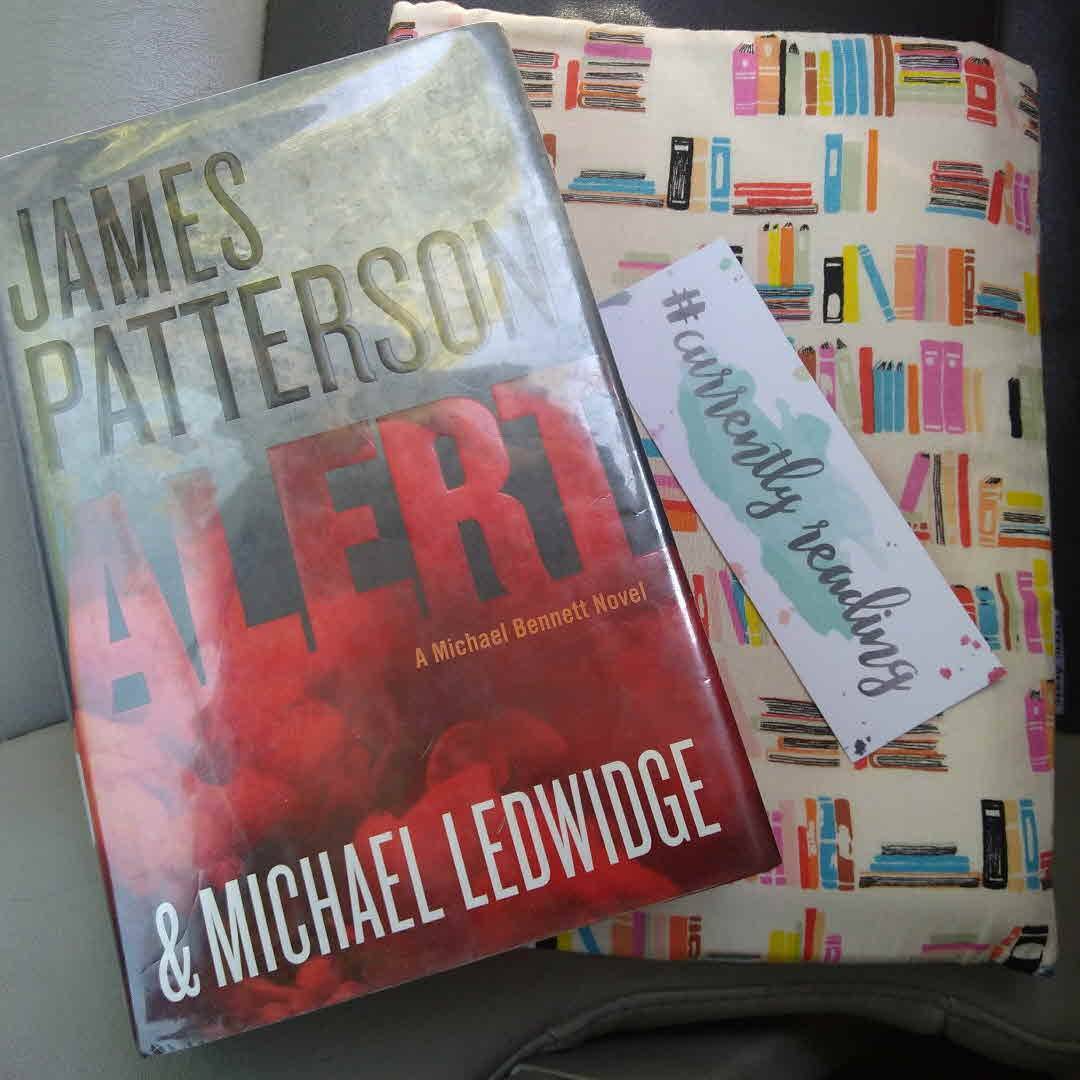 JAMES
PATTERSON
ALERT
A Michael Bennett Novel
& MICHAEL LEDWIDGE
#currently reading